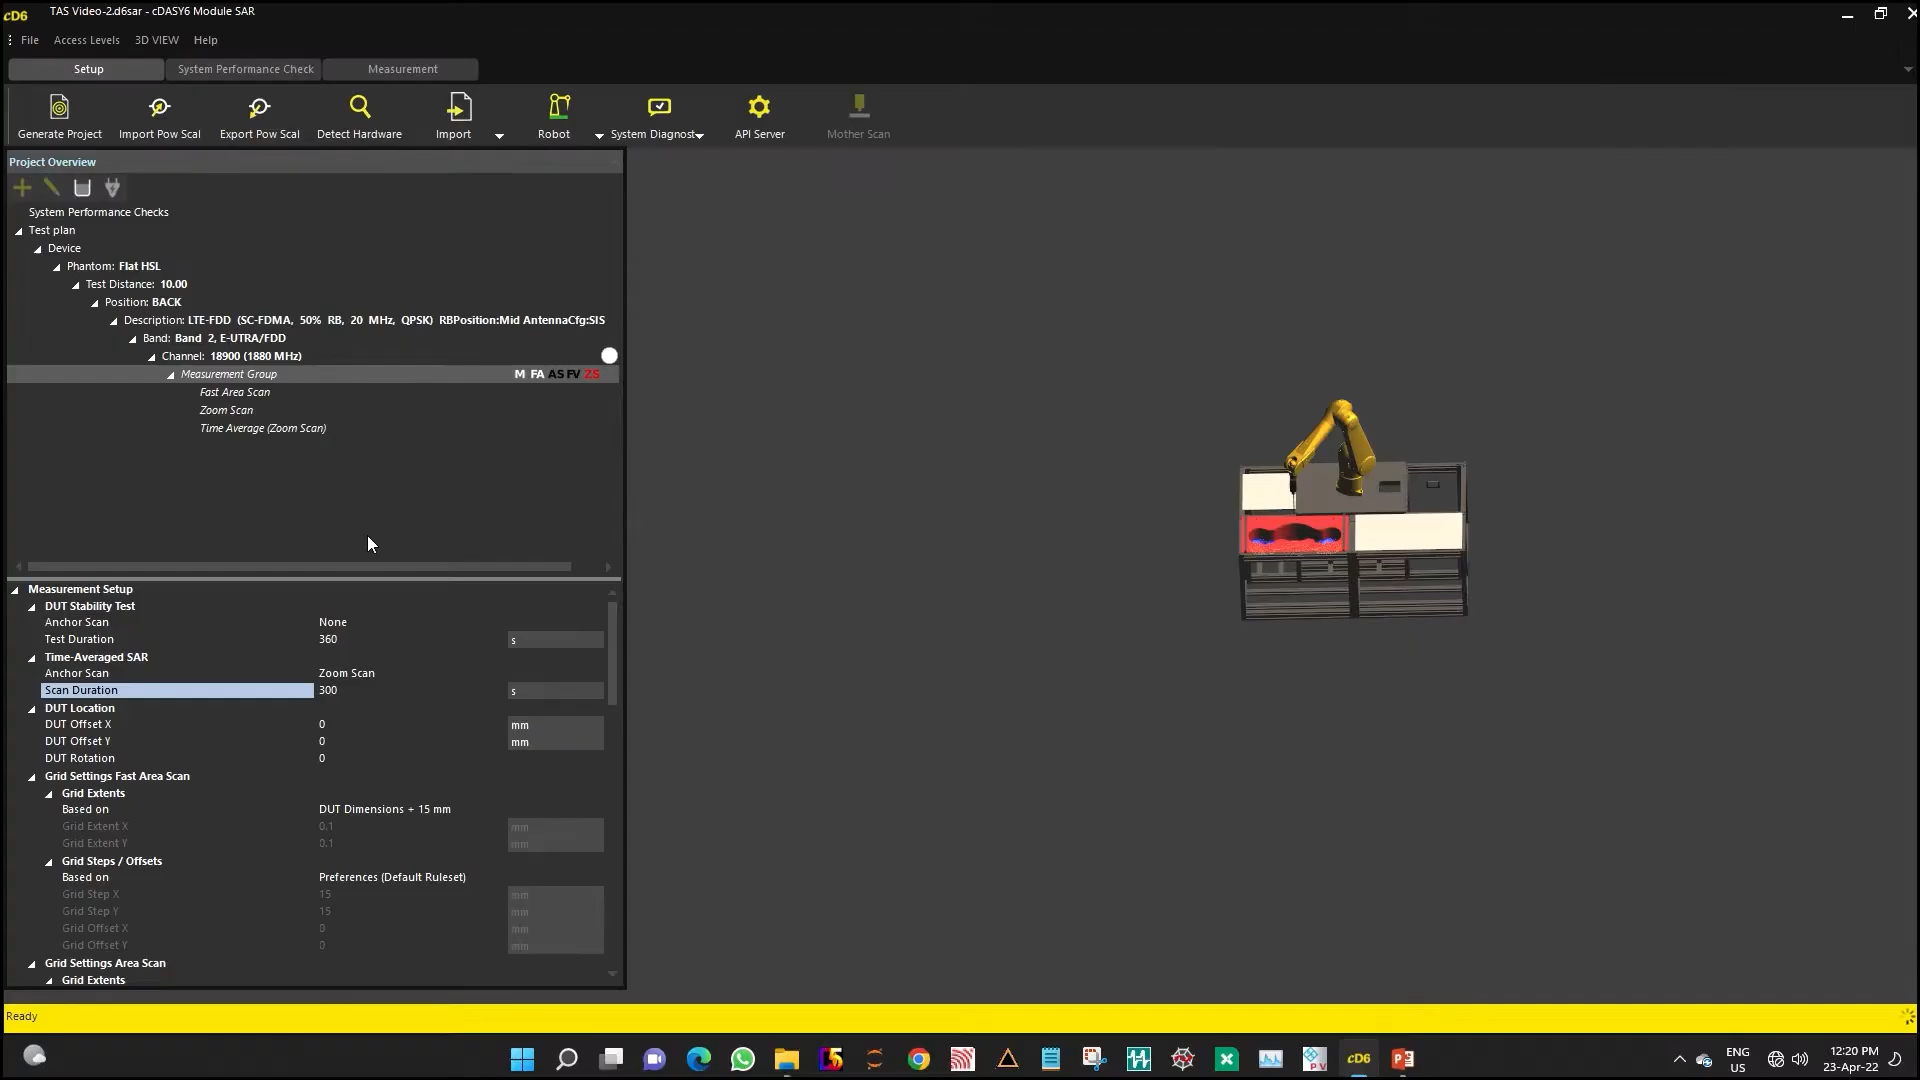 cD6 TAS Video-2.d6sar - cDASY6 Module SAR
File Access Levels 3D VIEW Help
Setup System Performance Check Measurement
Generate Project Import Pow Scal Export Pow Scal Detect Hardware Import Robot System Diagnost API Server Mother Scan
Project Overview
System Performance Checks
Test plan
Device
Phantom: Flat HSL
Test Distance: 10.00
Position: BACK
Description: LTE-FDD (SC-FDMA, 50% RB, 20 MHz, QPSK) RBPosition:Mid AntennaCfg:SIS
Band: Band 2, E-UTRA/FDD
Channel: 18900 (1880 MHz)
Measurement Group M FA AS FV ZS
Fast Area Scan
Zoom Scan
Time Average (Zoom Scan)
Measurement Setup
DUT Stability Test
Anchor Scan None
Test Duration 360 s
Time-Averaged SAR
Anchor Scan Zoom Scan
Scan Duration 300 s
DUT Location
DUT Offset X 0 mm
DUT Offset Y 0 mm
DUT Rotation 0
Grid Settings Fast Area Scan
Grid Extents
Based on DUT Dimensions + 15 mm
Grid Extent X 0.1 mm
Grid Extent Y 0.1 mm
Grid Steps / Offsets
Based on Preferences (Default Ruleset)
Grid Step X 15 mm
Grid Step Y 15 mm
Grid Offset X 0 mm
Grid Offset Y 0 mm
Grid Settings Area Scan
Grid Extents
Ready
PV cD6 ENG US 12:20 PM
23-Apr-22